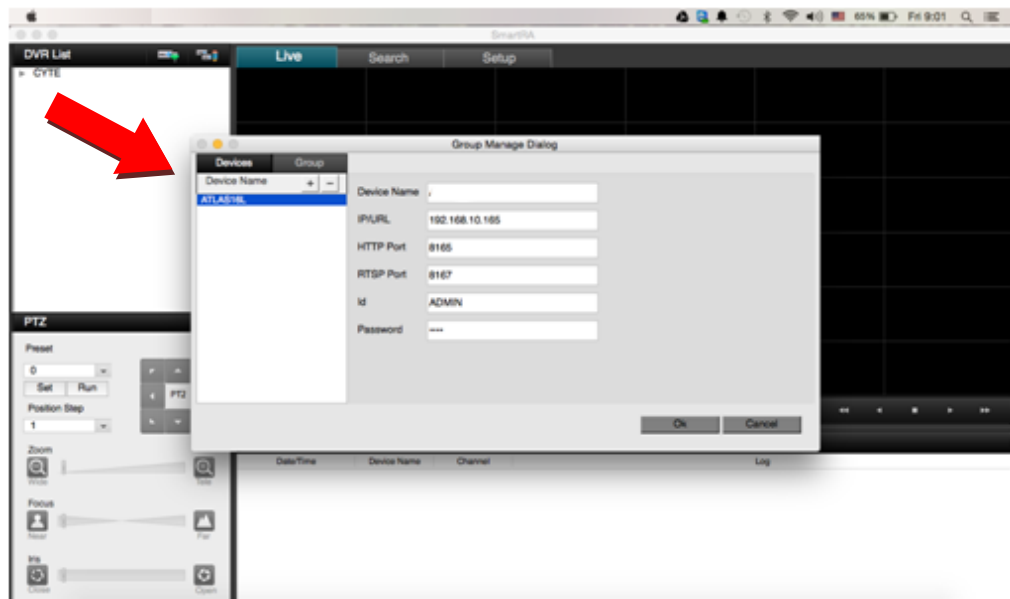 65% Fri 9:01
SmartRA
DVR List
Live Search Setup
CYTE
Group Manage Dialog
Devices Group
Device Name + −
ATLAS16L
Device Name ,
IP/URL 192.168.10.165
HTTP Port 8165
RTSP Port 8167
Id ADMIN
Password ----
Ok Cancel
PTZ
Preset
0
Set Run
PTZ
Position Step
1
Zoom
Wide Tele
Focus
Near Far
Iris
Close Open
Date/Time Device Name Channel Log